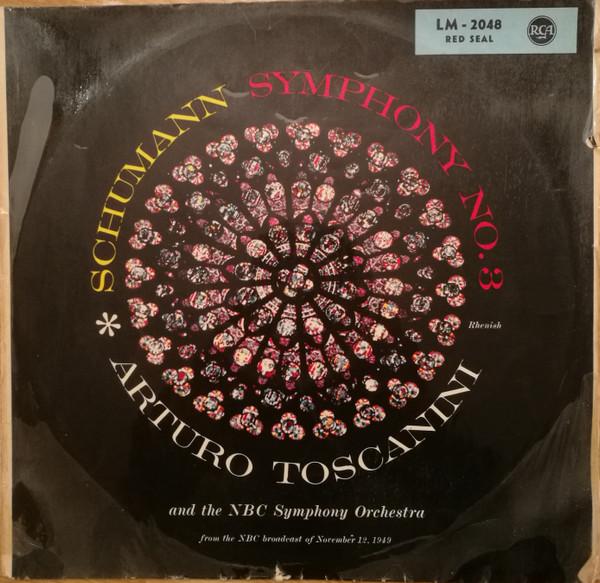 LM - 2048
RED SEAL
RCA
SCHUMANN SYMPHONY NO. 3
Rhenish
* ARTURO TOSCANINI
and the NBC Symphony Orchestra
from the NBC broadcast of November 12, 1949